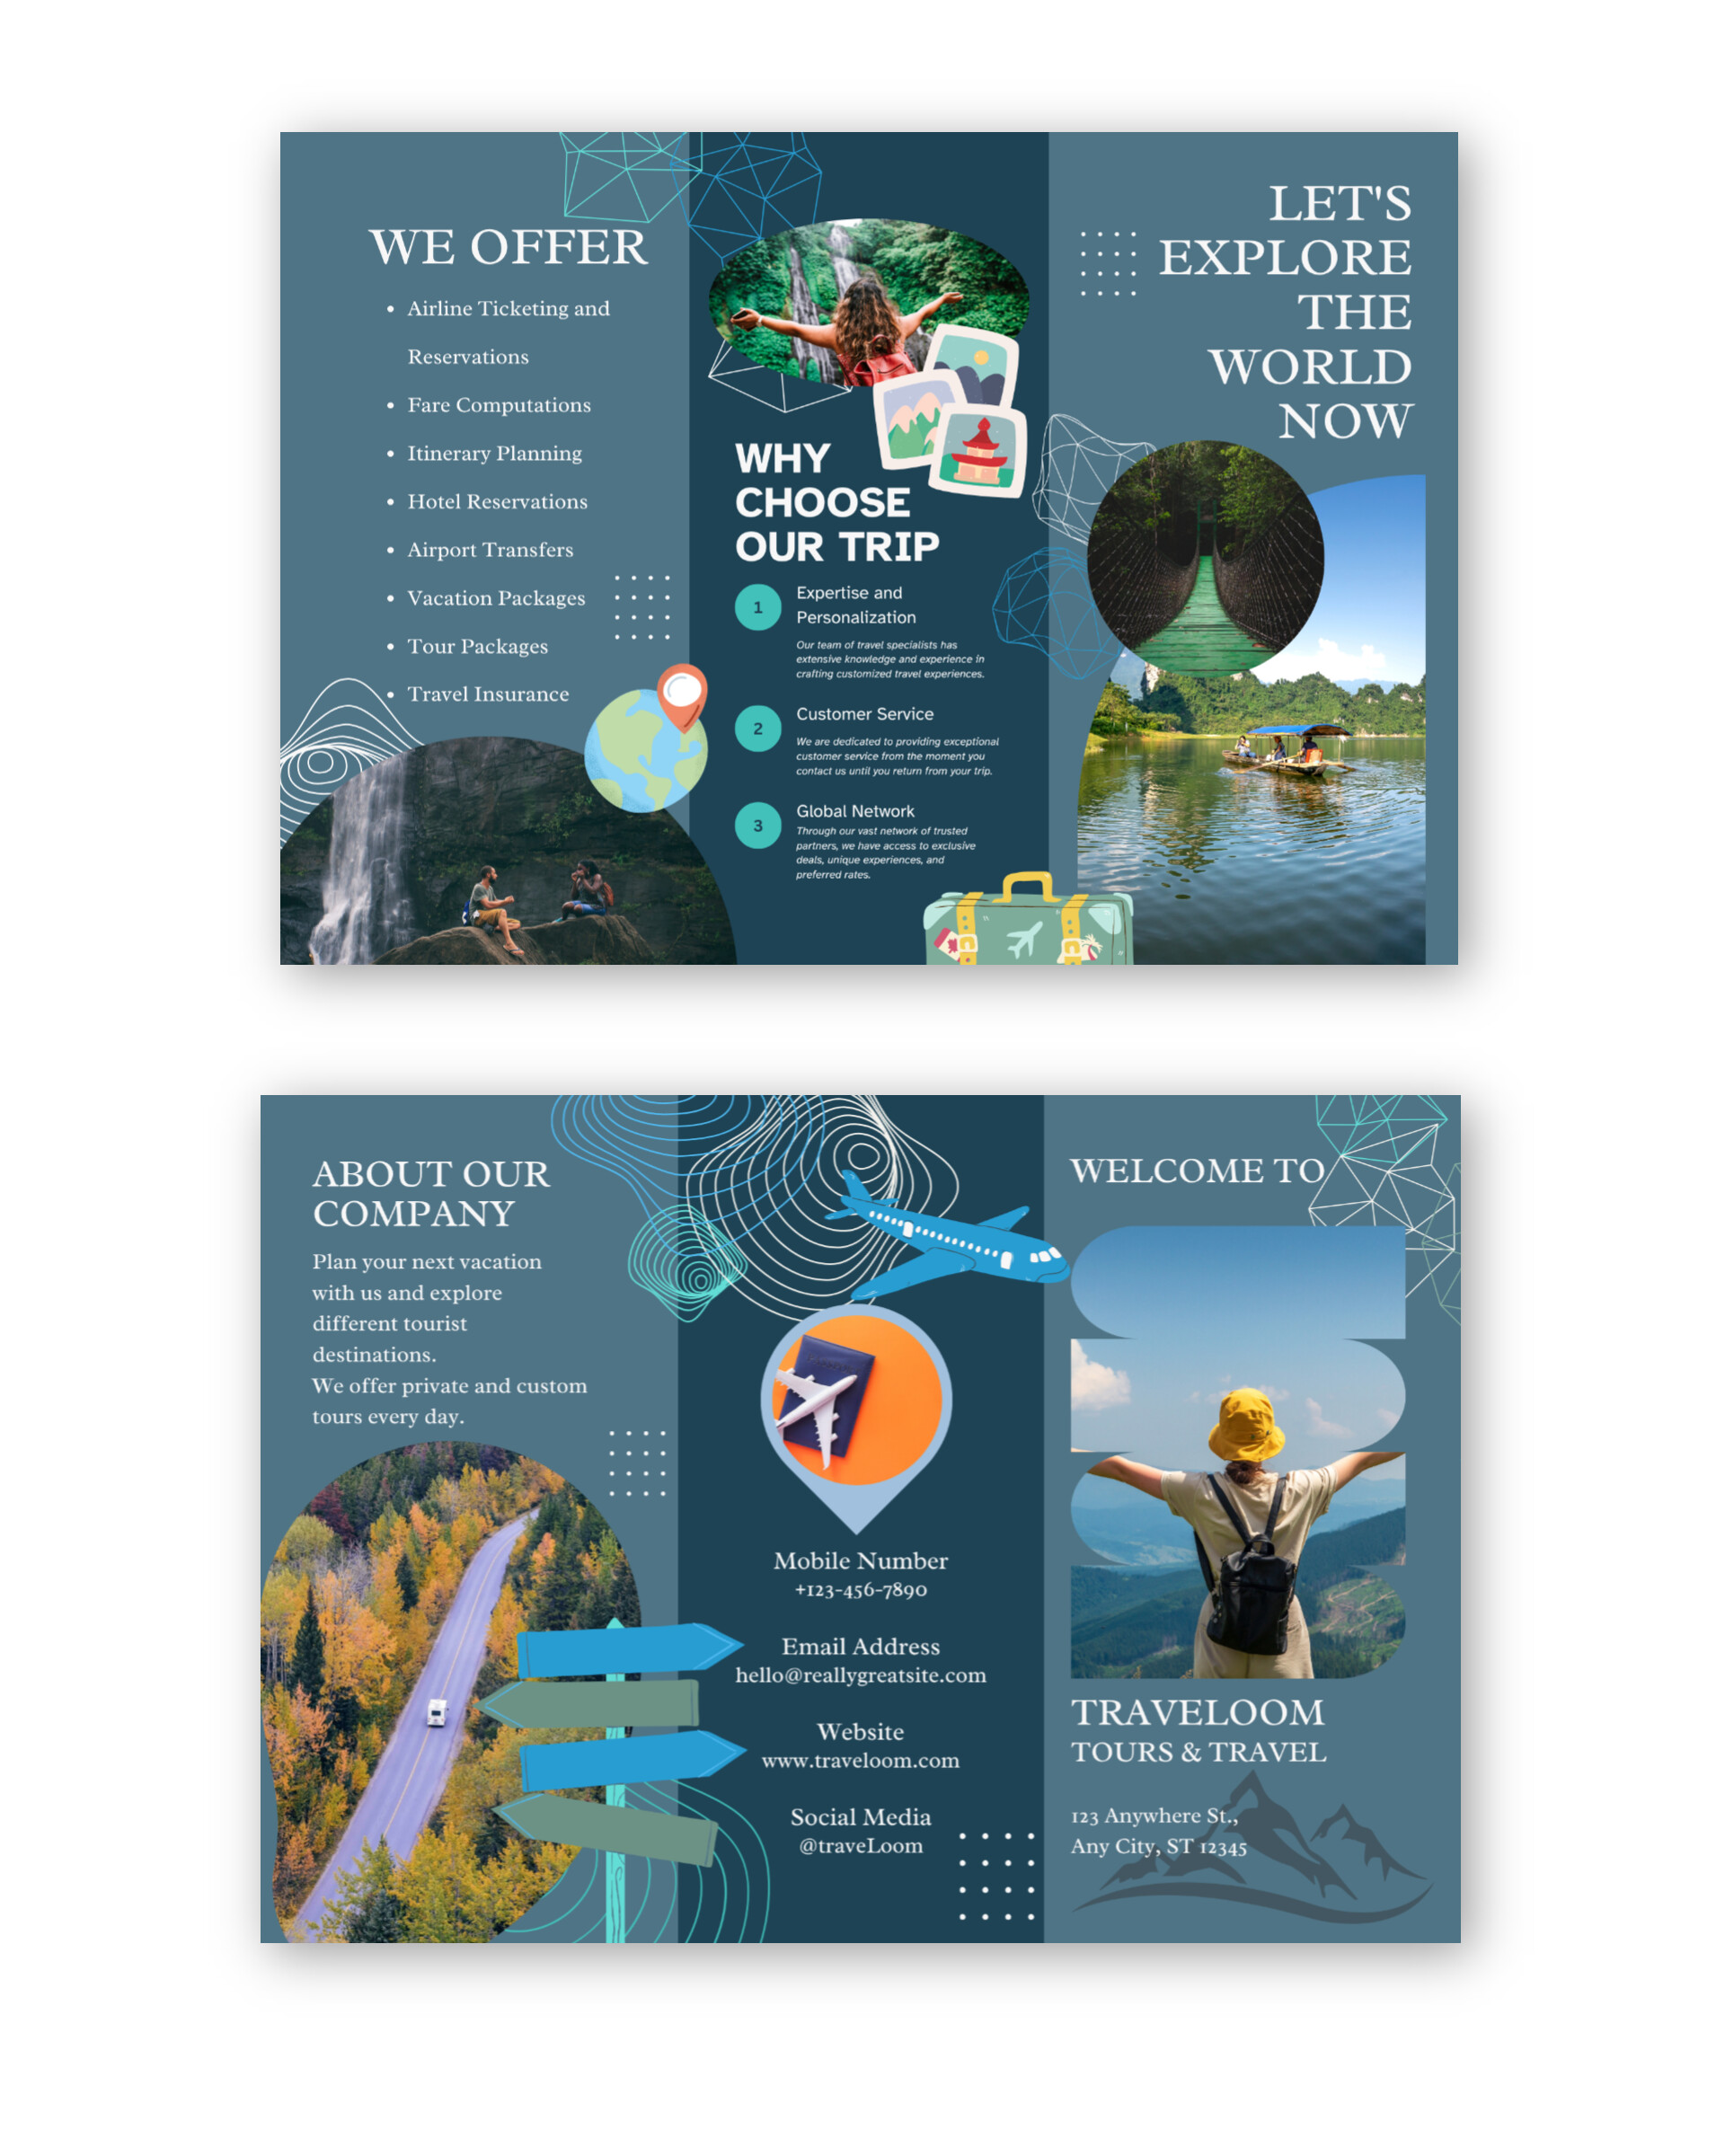 WE OFFER
• Airline Ticketing and
Reservations
• Fare Computations
• Itinerary Planning
• Hotel Reservations
• Airport Transfers
• Vacation Packages
• Tour Packages
• Travel Insurance
WHY
CHOOSE
OUR TRIP
1
Expertise and
Personalization
Our team of travel specialists has
extensive knowledge and experience in
crafting customized travel experiences.
2
Customer Service
We are dedicated to providing exceptional
customer service from the moment you
contact us until you return from your trip.
3
Global Network
Through our vast network of trusted
partners, we have access to exclusive
deals, unique experiences, and
preferred rates.
LET'S
EXPLORE
THE
WORLD
NOW
ABOUT OUR
COMPANY
Plan your next vacation
with us and explore
different tourist
destinations.
We offer private and custom
tours every day.
Mobile Number
+123-456-7890
Email Address
hello@reallygreatsite.com
Website
www.traveloom.com
Social Media
@traveLoom
WELCOME TO
TRAVELOOM
TOURS & TRAVEL
123 Anywhere St.,
Any City, ST 12345